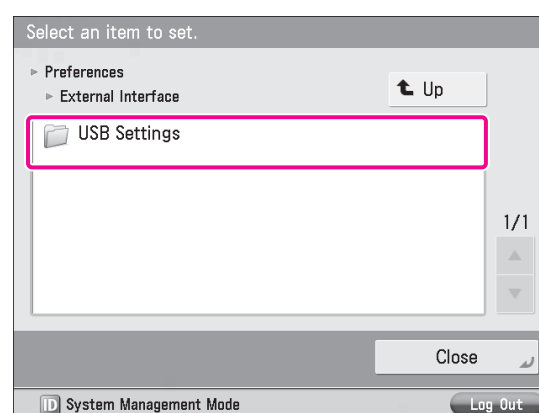 Select an item to set.
Preferences
External Interface
Up
USB Settings
1/1
Close
ID System Management Mode
Log Out